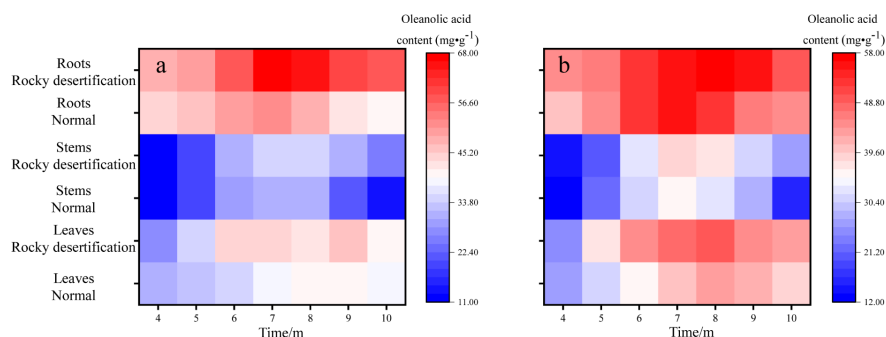 Oleanolic acid
content (mg•g⁻¹)
Oleanolic acid
content (mg•g⁻¹)
a
b
Roots
Rocky desertification
Roots
Normal
Stems
Rocky desertification
Stems
Normal
Leaves
Rocky desertification
Leaves
Normal
68.00
56.60
45.20
33.80
22.40
11.00
58.00
48.80
39.60
30.40
21.20
12.00
4 5 6 7 8 9 10
Time/m
4 5 6 7 8 9 10
Time/m